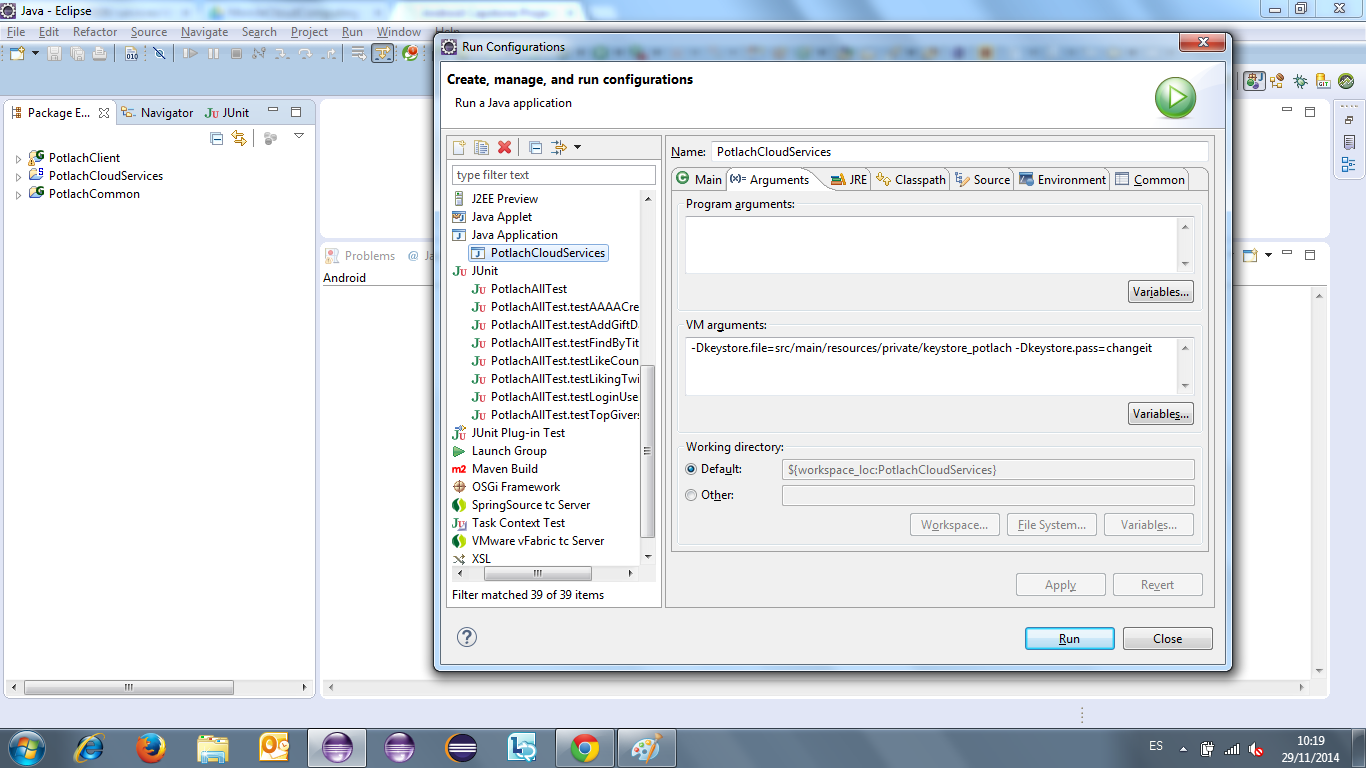 Java - Eclipse
File Edit Refactor Source Navigate Search Project Run Window Help
Run Configurations
Create, manage, and run configurations
Run a Java application
Package E... Navigator JUnit
PotlachClient
PotlachCloudServices
PotlachCommon
Problems @
Android
type filter text
J2EE Preview
Java Applet
Java Application
PotlachCloudServices
JUnit
PotlachAllTest
PotlachAllTest.testAAAACre
PotlachAllTest.testAddGiftD
PotlachAllTest.testFindByTit
PotlachAllTest.testLikeCoun
PotlachAllTest.testLikingTwi
PotlachAllTest.testLoginUse
PotlachAllTest.testTopGivers
JUnit Plug-in Test
Launch Group
Maven Build
OSGi Framework
SpringSource tc Server
Task Context Test
VMware vFabric tc Server
XSL
Filter matched 39 of 39 items
Name: PotlachCloudServices
Main (x)= Arguments JRE Classpath Source Environment Common
Program arguments:
Variables...
VM arguments:
-Dkeystore.file=src/main/resources/private/keystore_potlach -Dkeystore.pass=changeit
Variables...
Working directory:
Default: ${workspace_loc:PotlachCloudServices}
Other:
Workspace... File System... Variables...
Apply Revert
Run Close
ES
10:19
29/11/2014